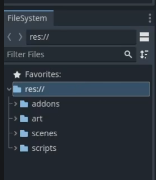 FileSystem
res://
Filter Files
Favorites:
res://
addons
art
scenes
scripts